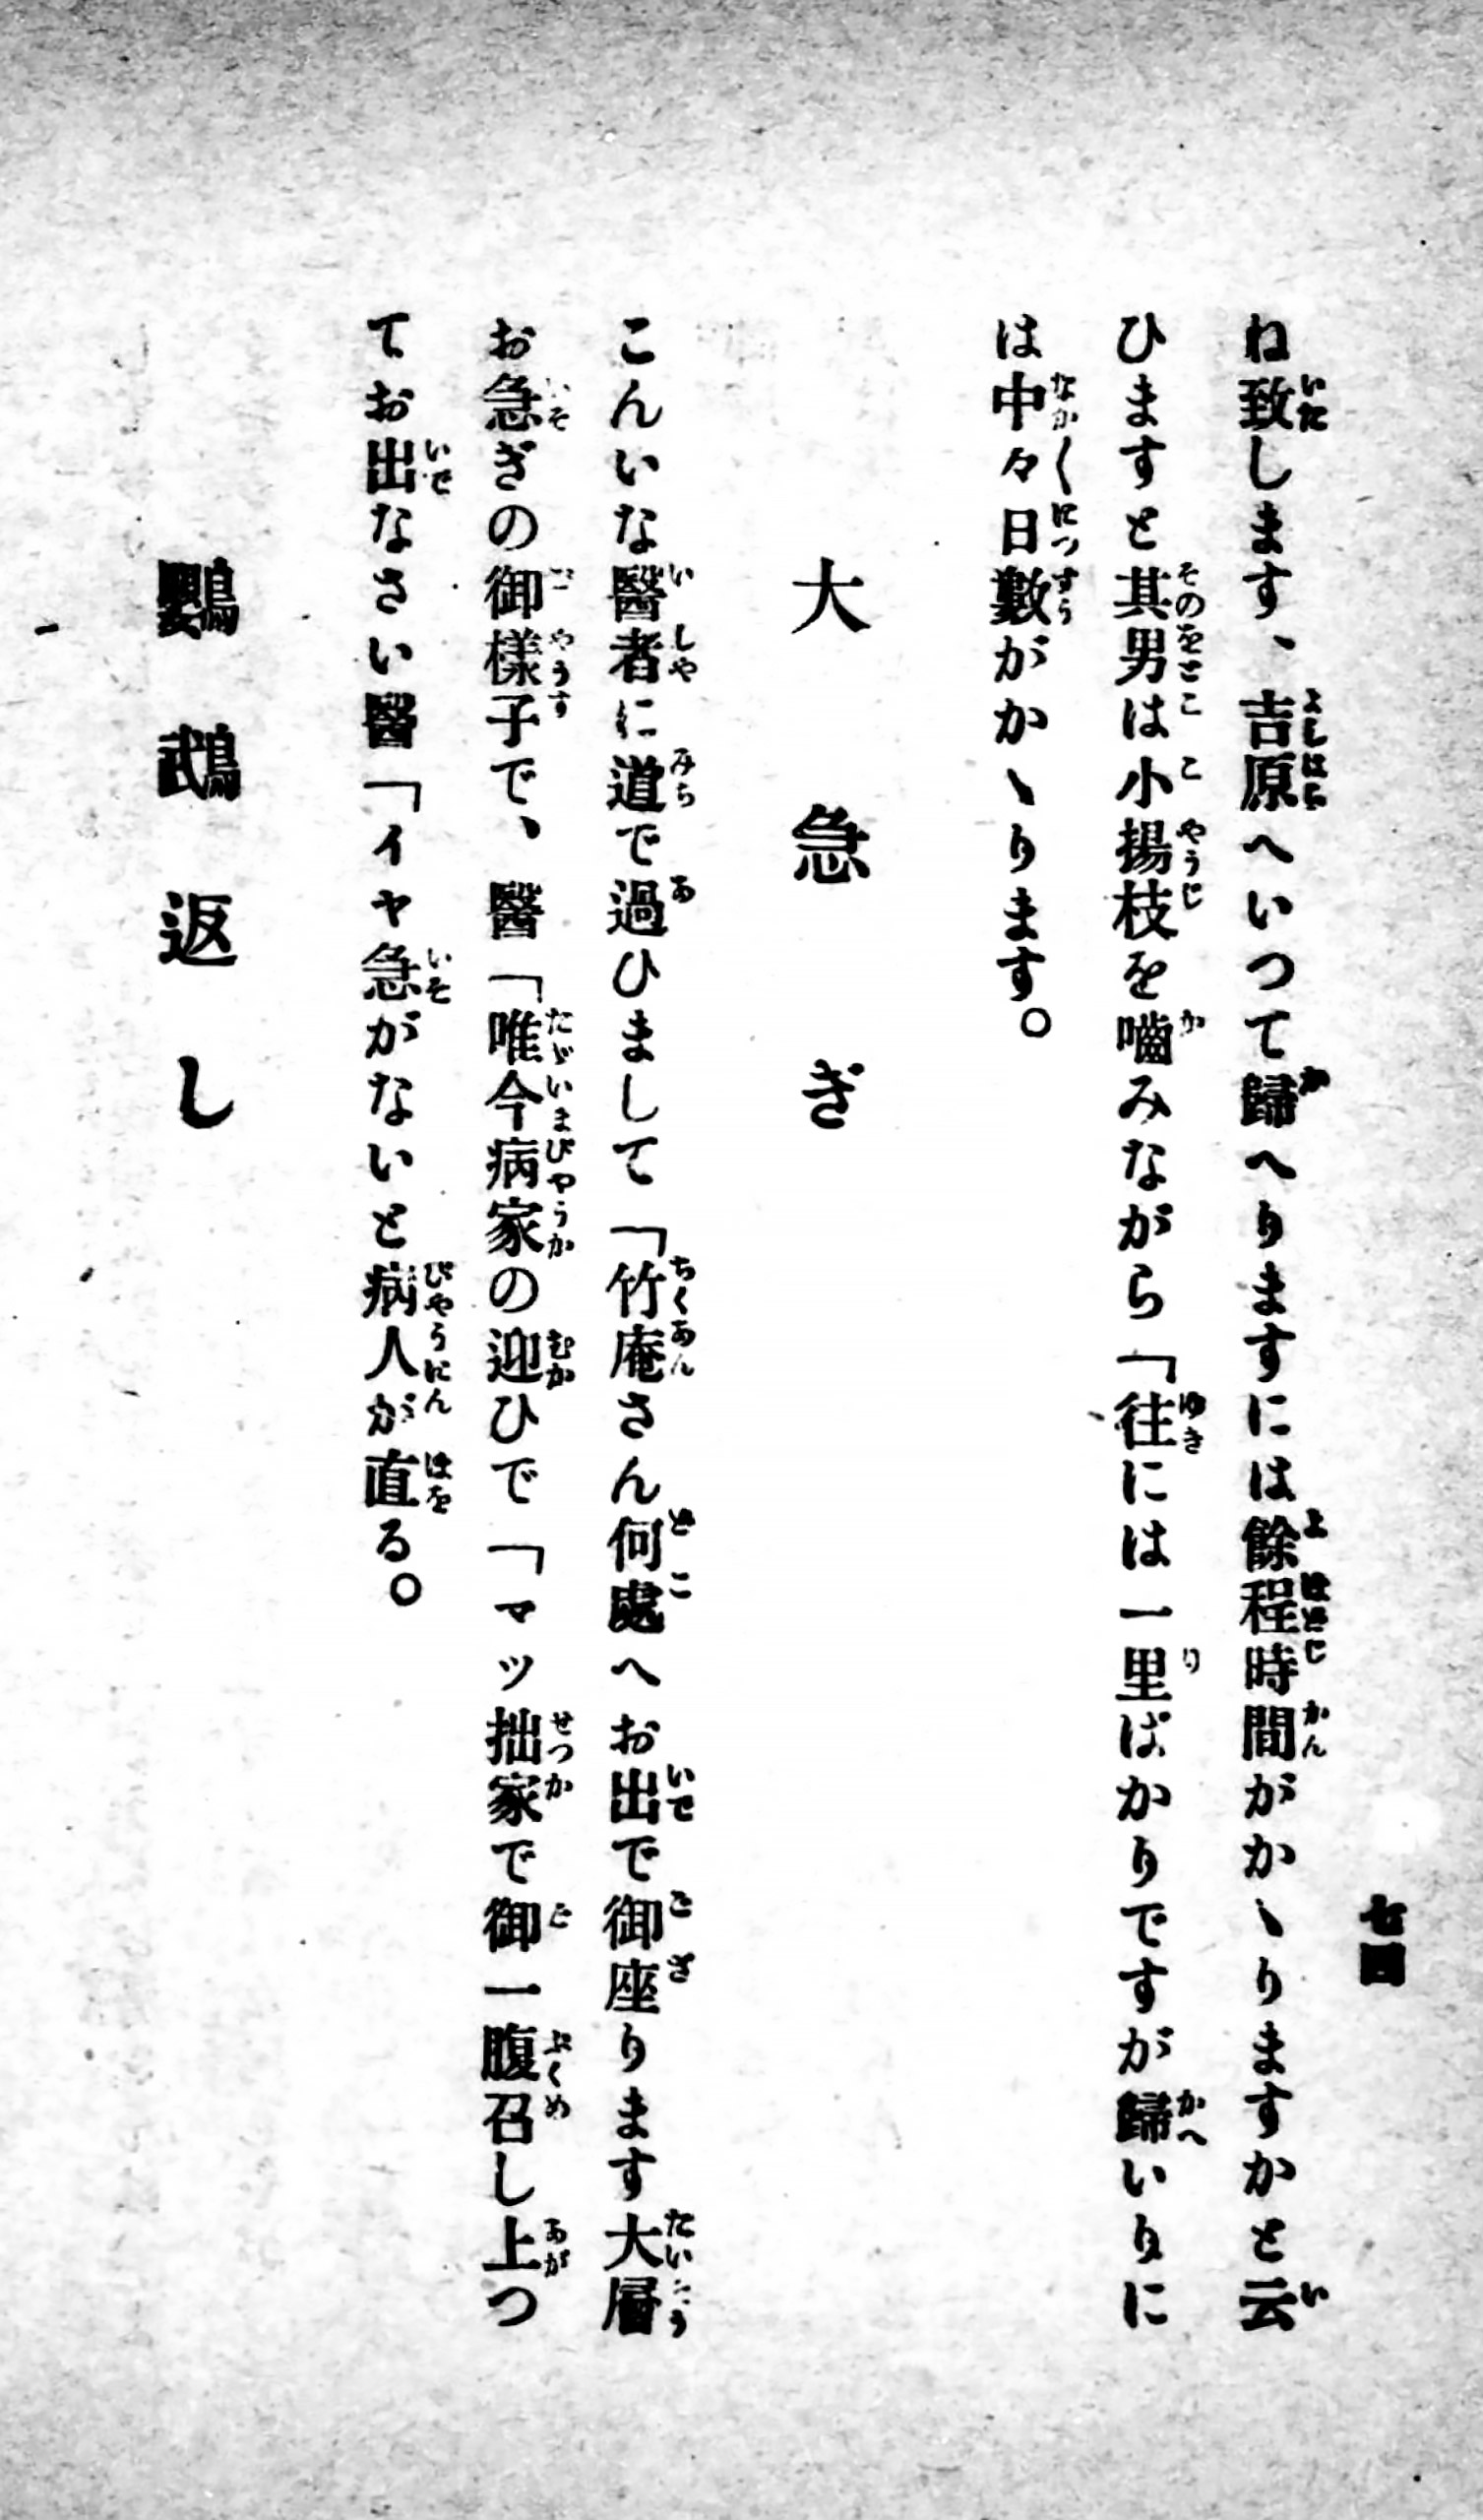 七四
ね致します、吉原へいつて歸へりますには餘程時間がかゝりますかと云
ひますと其男は小揚枝を嚙みながら「往には一里ばかりですが歸いりに
は中々日數がかゝります。
大急ぎ
こんいな醫者に道で過ひまして「竹庵さん何處へお出で御座ります大層
お急ぎの御樣子で、醫「唯今病家の迎ひで「マッ拙家で御一腹召し上つ
てお出なさい醫「イヤ急がないと病人が直る。
鸚鵡返し